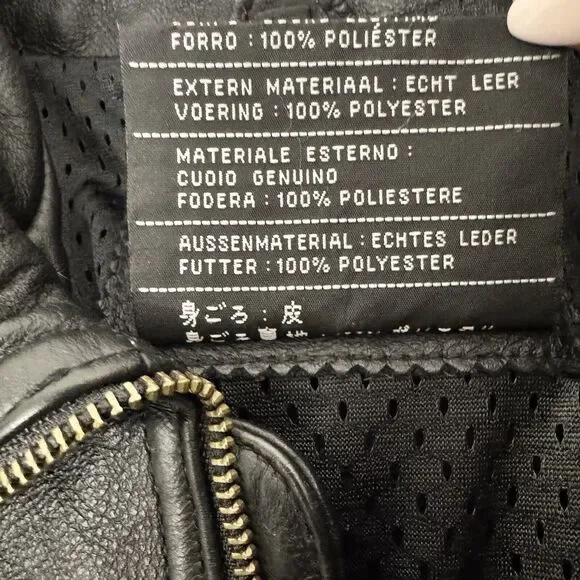 FORRO : 100% POLIÉSTER
EXTERN MATERIAAL : ECHT LEER
VOERING : 100% POLYESTER
MATERIALE ESTERNO :
CUOIO GENUINO
FODERA : 100% POLIESTERE
AUSSENMATERIAL : ECHTES LEDER
FUTTER : 100% POLYESTER
身ごろ : 皮